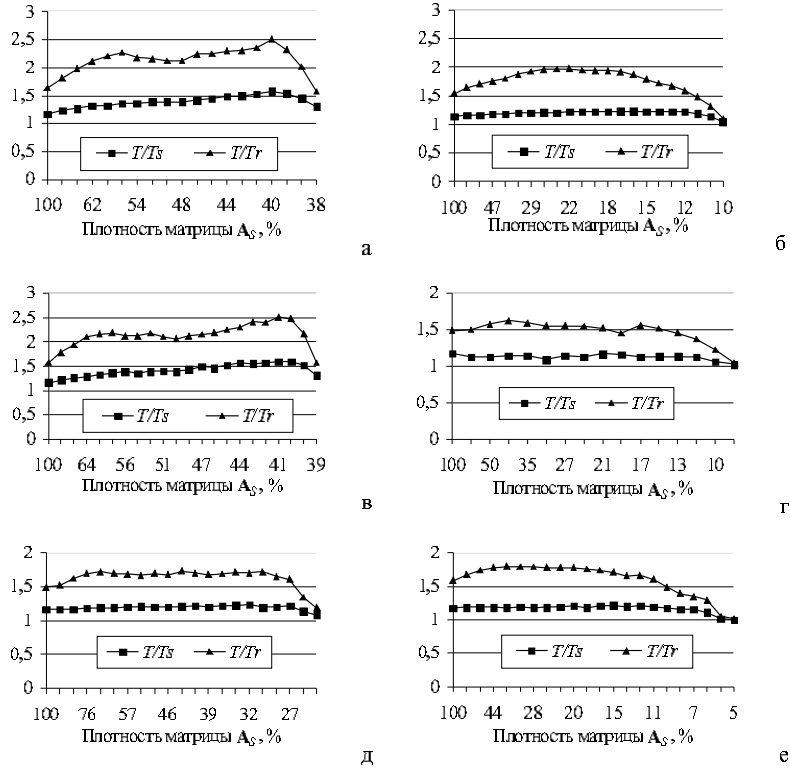 3
2,5
2
1,5
1
0,5
0
T/Ts T/Tr
100 62 54 48 44 40 38
Плотность матрицы A_S, %
а
3
2,5
2
1,5
1
0,5
0
T/Ts T/Tr
100 47 29 22 18 15 12 10
Плотность матрицы A_S, %
б
3
2,5
2
1,5
1
0,5
0
T/Ts T/Tr
100 64 56 51 47 44 41 39
Плотность матрицы A_S, %
в
2
1,5
1
0,5
0
T/Ts T/Tr
100 50 35 27 21 17 13 10
Плотность матрицы A_S, %
г
2
1,5
1
0,5
0
T/Ts T/Tr
100 76 57 46 39 32 27
Плотность матрицы A_S, %
д
2
1,5
1
0,5
0
T/Ts T/Tr
100 44 28 20 15 11 7 5
Плотность матрицы A_S, %
е